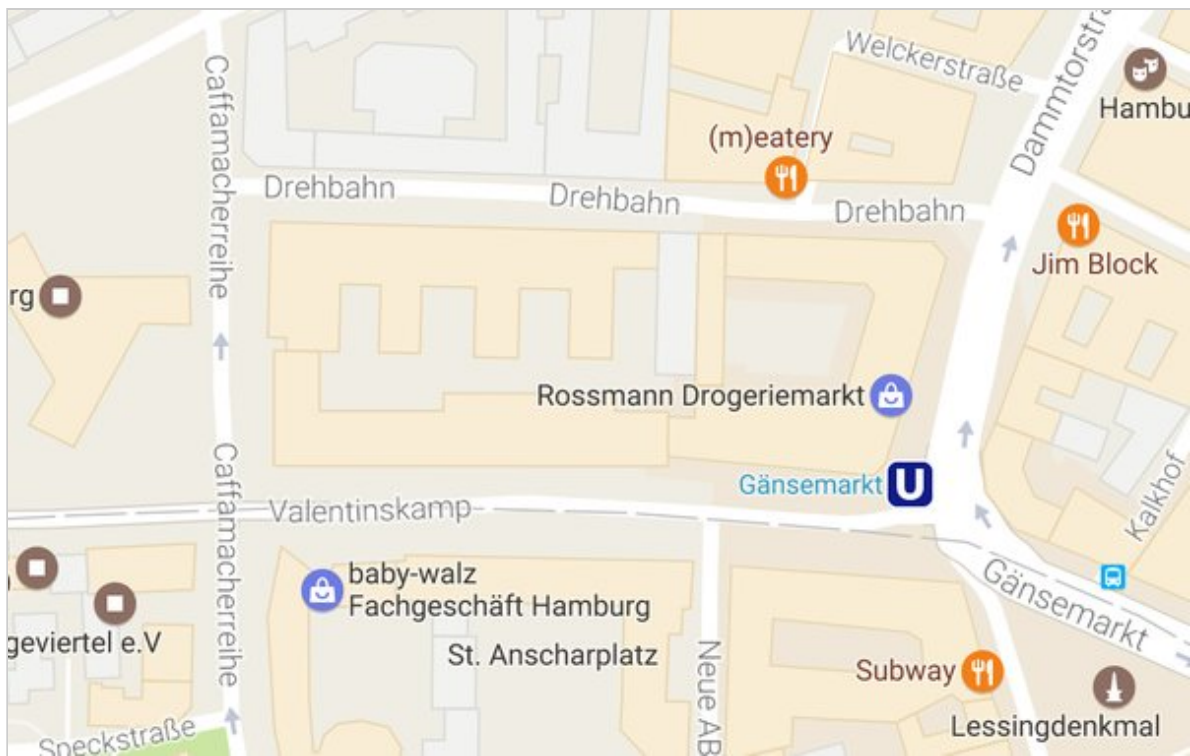 Welckerstraße
Dammtorstra
Hambu
Caffamacherreihe
(m)eatery
Drehbahn
Drehbahn
Drehbahn
Jim Block
rg
Rossmann Drogeriemarkt
Gänsemarkt
U
Kalkhof
Valentinskamp
Caffamacherreihe
baby-walz
Fachgeschäft Hamburg
Gänsemarkt
geviertel e.V
St. Anscharplatz
Neue AB
Subway
Lessingdenkmal
Speckstraße